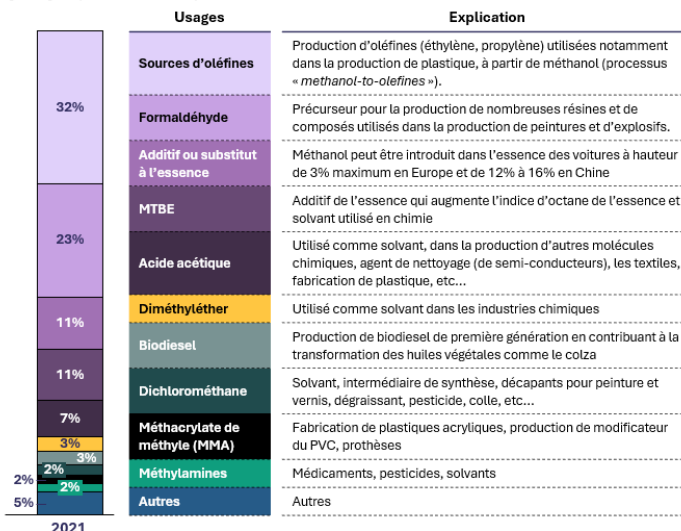 Usages
Explication
32%
23%
11%
11%
7%
3%
3%
2%
2%
2%
5%
2021
Sources d'oléfines
Production d'oléfines (éthylène, propylène) utilisées notamment
dans la production de plastique, à partir de méthanol (processus
« methanol-to-olefines »).
Formaldéhyde
Précurseur pour la production de nombreuses résines et de
composés utilisés dans la production de peintures et d'explosifs.
Additif ou substitut
à l'essence
Méthanol peut être introduit dans l'essence des voitures à hauteur
de 3% maximum en Europe et de 12% à 16% en Chine
MTBE
Additif de l'essence qui augmente l'indice d'octane de l'essence et
solvant utilisé en chimie
Acide acétique
Utilisé comme solvant, dans la production d'autres molécules
chimiques, agent de nettoyage (de semi-conducteurs), les textiles,
fabrication de plastique, etc...
Diméthyléther
Utilisé comme solvant dans les industries chimiques
Biodiesel
Production de biodiesel de première génération en contribuant à la
transformation des huiles végétales comme le colza
Dichlorométhane
Solvant, intermédiaire de synthèse, décapants pour peinture et
vernis, dégraissant, pesticide, colle, etc...
Méthacrylate de
méthyle (MMA)
Fabrication de plastiques acryliques, production de modificateur
du PVC, prothèses
Méthylamines
Médicaments, pesticides, solvants
Autres
Autres